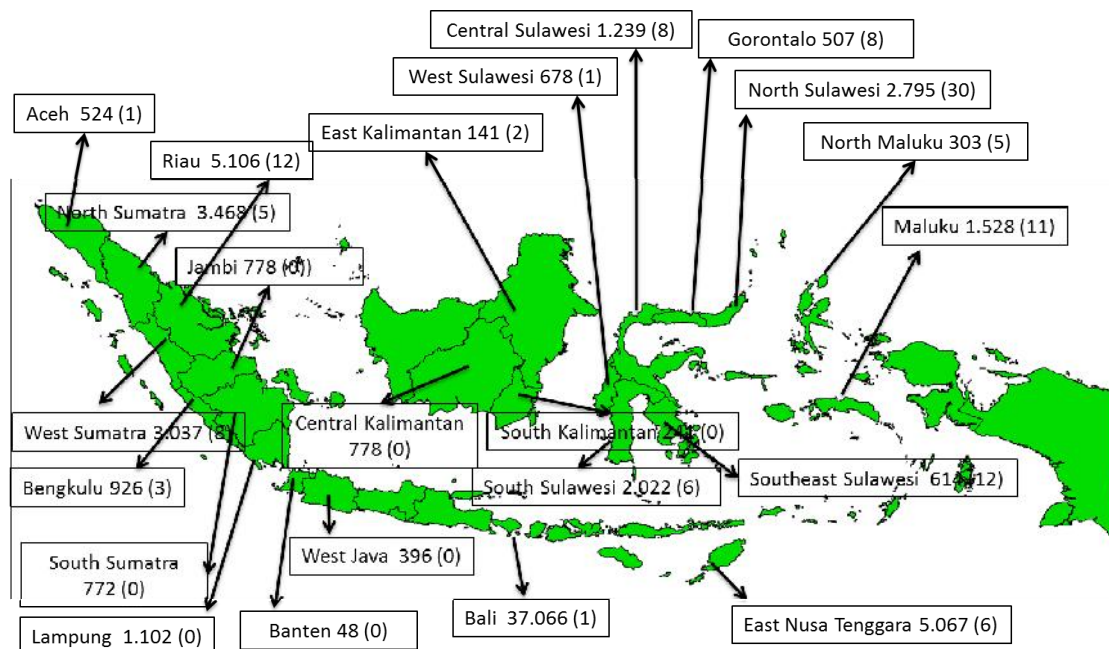 Central Sulawesi 1.239 (8)
Gorontalo 507 (8)
West Sulawesi 678 (1)
North Sulawesi 2.795 (30)
Aceh 524 (1)
East Kalimantan 141 (2)
North Maluku 303 (5)
Riau 5.106 (12)
North Sumatra 3.468 (5)
Maluku 1.528 (11)
Jambi 778 (0)
West Sumatra 3.037 (8)
Central Kalimantan
778 (0)
South Kalimantan (0)
Bengkulu 926 (3)
South Sulawesi 2.022 (6)
Southeast Sulawesi 614 (12)
South Sumatra
772 (0)
West Java 396 (0)
Lampung 1.102 (0)
Banten 48 (0)
Bali 37.066 (1)
East Nusa Tenggara 5.067 (6)